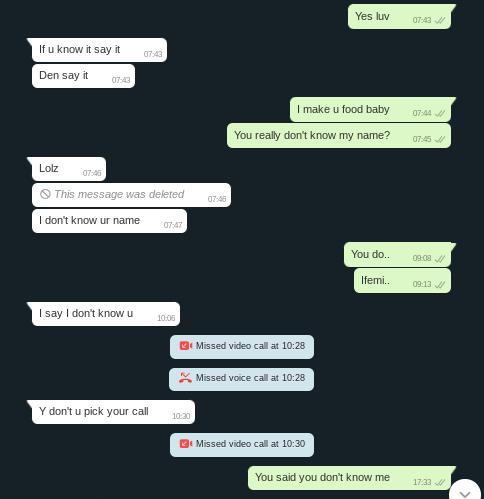 Yes luv 07:43
If u know it say it 07:43
Den say it 07:43
I make u food baby 07:44
You really don't know my name? 07:45
Lolz 07:46
This message was deleted 07:46
I don't know ur name 07:47
You do.. 09:08
Ifemi.. 09:13
I say I don't know u 10:06
Missed video call at 10:28
Missed voice call at 10:28
Y don't u pick your call 10:30
Missed video call at 10:30
You said you don't know me 17:33